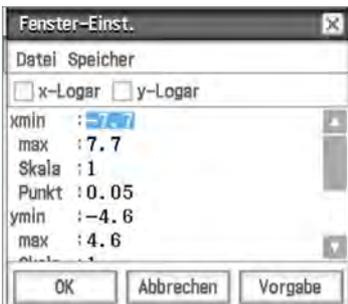 Fenster-Einst.
Datei Speicher
x-Logar y-Logar
xmin :-7.7
max :7.7
Skala :1
Punkt :0.05
ymin :-4.6
max :4.6
OK Abbrechen Vorgabe